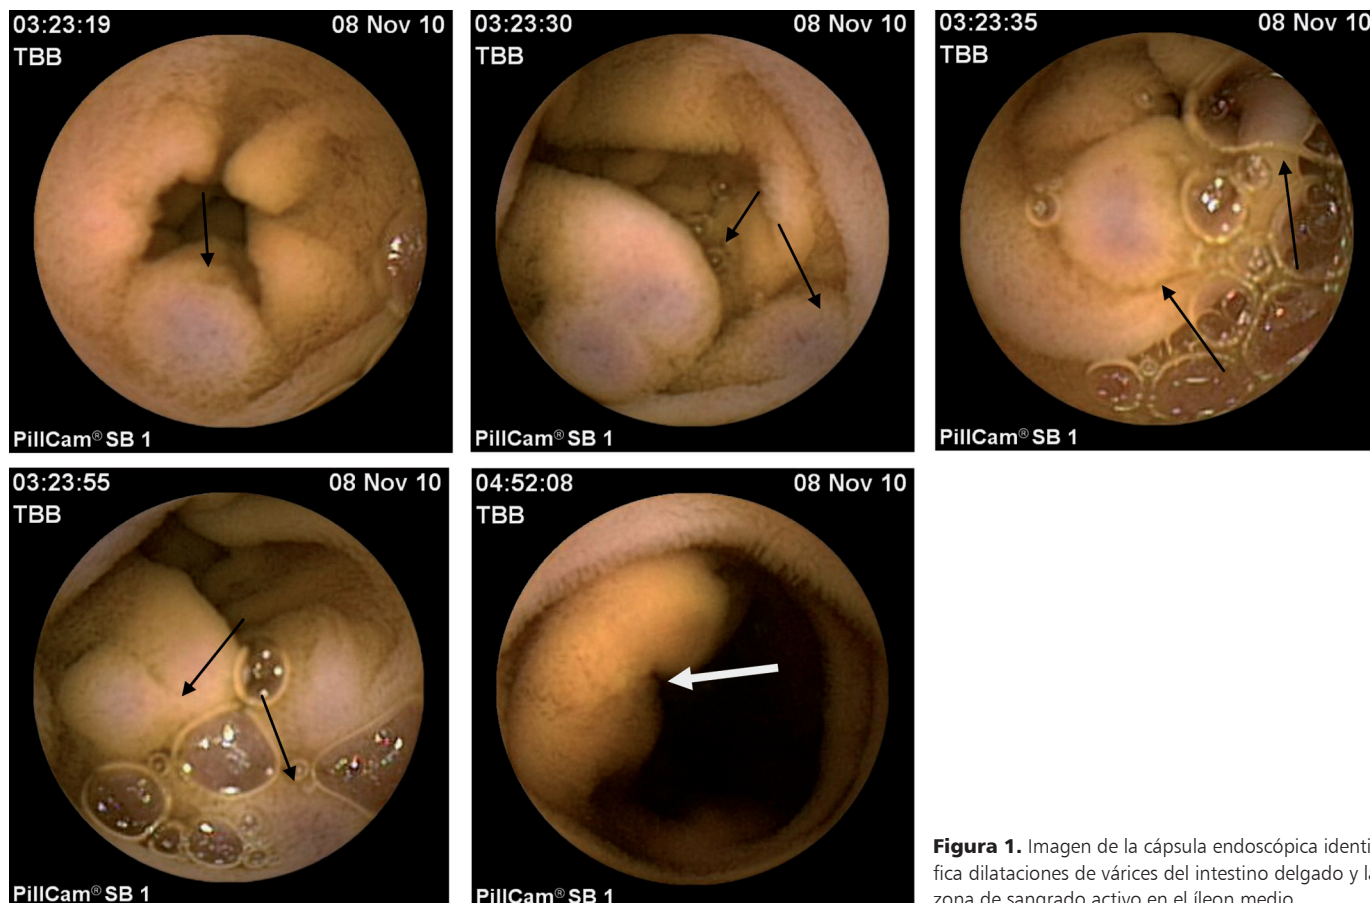 03:23:19 08 Nov 10
TBB
PillCam® SB 1
03:23:30 08 Nov 10
TBB
PillCam® SB 1
03:23:35 08 Nov 10
TBB
PillCam® SB 1
03:23:55 08 Nov 10
TBB
PillCam® SB 1
04:52:08 08 Nov 10
TBB
PillCam® SB 1
Figura 1. Imagen de la cápsula endoscópica identi-
fica dilataciones de várices del intestino delgado y la
zona de sangrado activo en el íleon medio